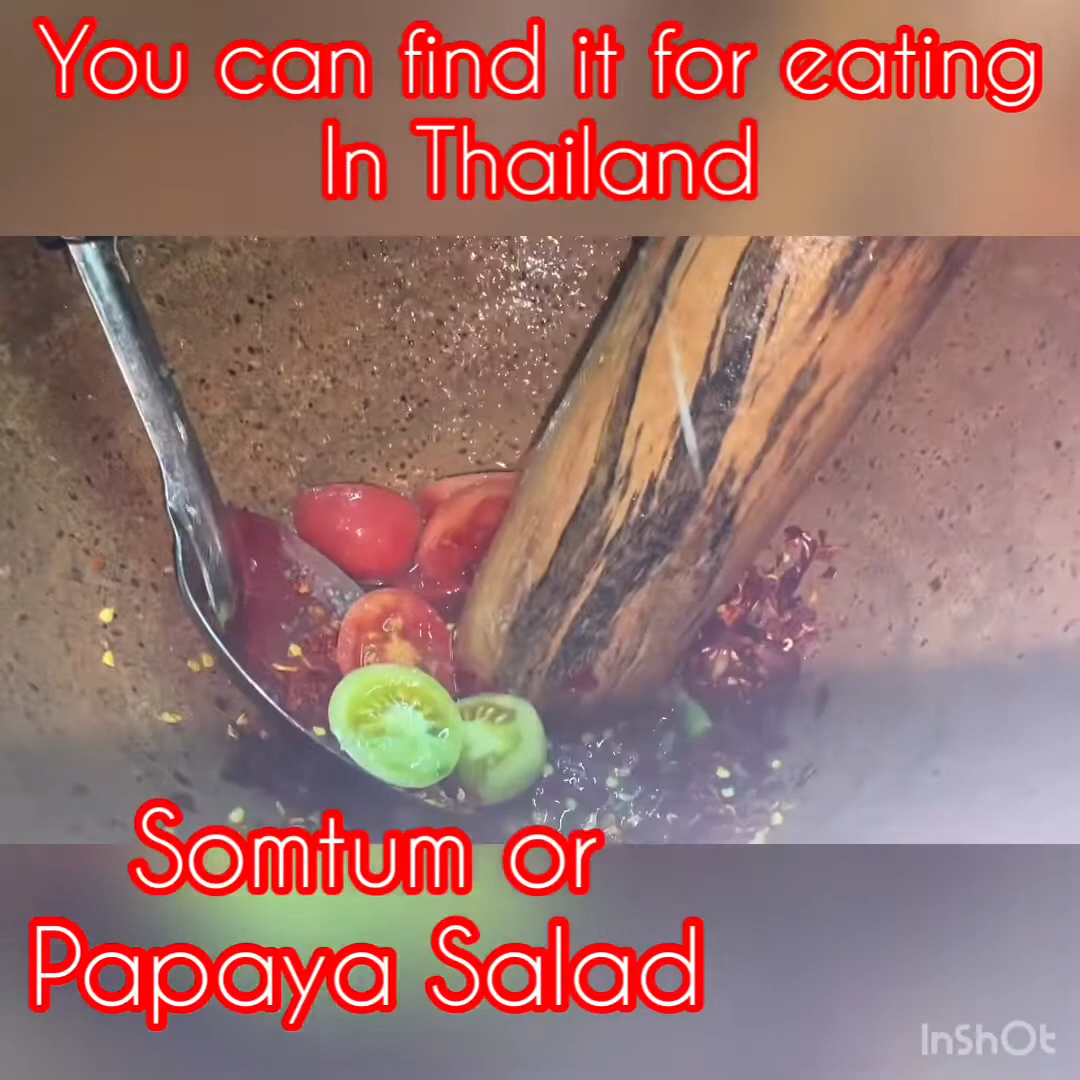 You can find it for eating
In Thailand
Somtum or
Papaya Salad
InShOt